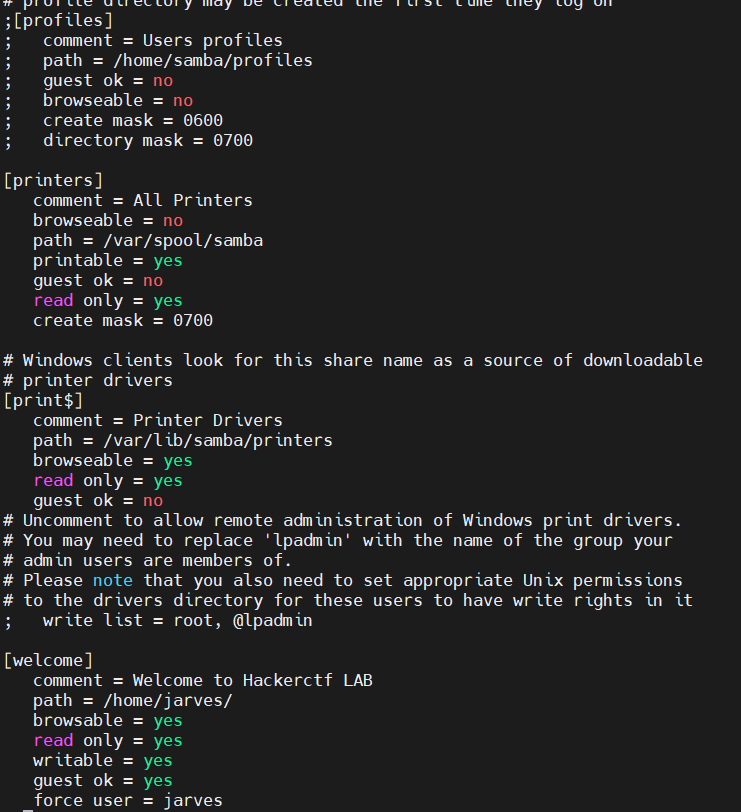 # profile directory may be created the first time they log on
;[profiles]
;   comment = Users profiles
;   path = /home/samba/profiles
;   guest ok = no
;   browseable = no
;   create mask = 0600
;   directory mask = 0700

[printers]
   comment = All Printers
   browseable = no
   path = /var/spool/samba
   printable = yes
   guest ok = no
   read only = yes
   create mask = 0700

# Windows clients look for this share name as a source of downloadable
# printer drivers
[print$]
   comment = Printer Drivers
   path = /var/lib/samba/printers
   browseable = yes
   read only = yes
   guest ok = no
# Uncomment to allow remote administration of Windows print drivers.
# You may need to replace 'lpadmin' with the name of the group your
# admin users are members of.
# Please note that you also need to set appropriate Unix permissions
# to the drivers directory for these users to have write rights in it
;   write list = root, @lpadmin

[welcome]
   comment = Welcome to Hackerctf LAB
   path = /home/jarves/
   browsable = yes
   read only = yes
   writable = yes
   guest ok = yes
   force user = jarves